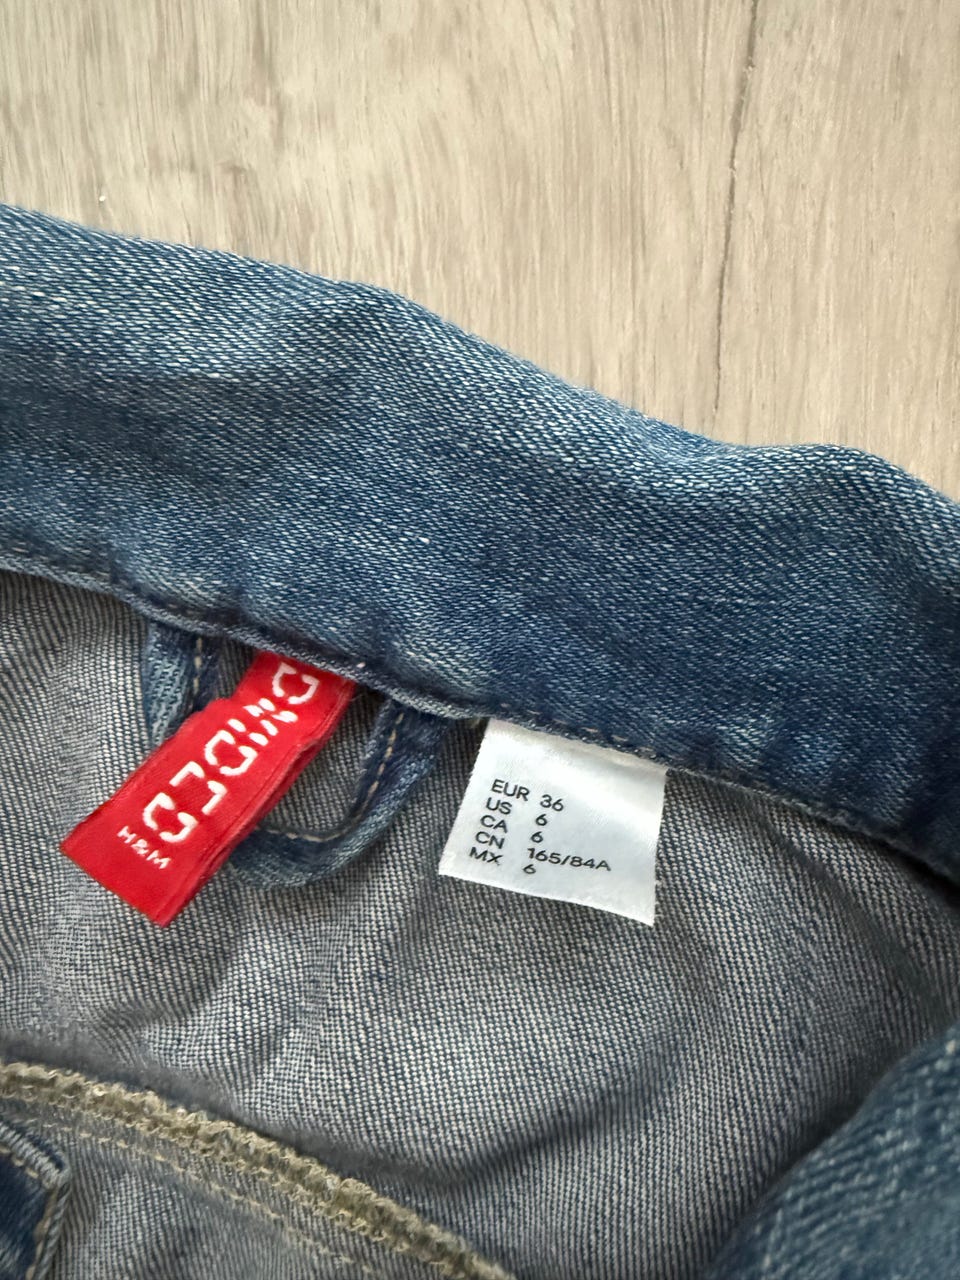 DIVIDED
H&M
EUR 36
US 6
CA 6
CN 165/84A
MX 6